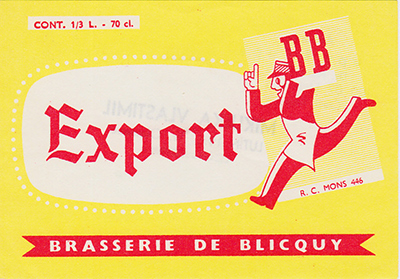 CONT. 1/3 L. - 70 cl.
BB
Export
R. C. MONS 446
BRASSERIE DE BLICQUY